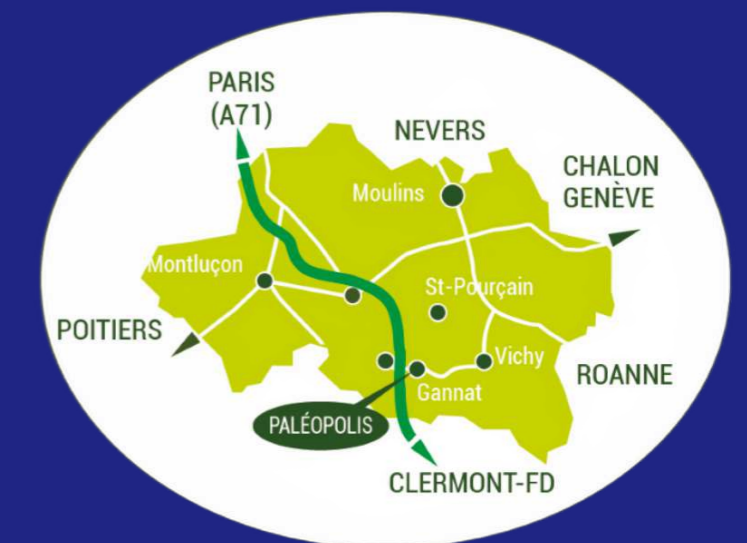 PARIS
(A71)
NEVERS
CHALON
GENÈVE
Moulins
Montluçon
St-Pourçain
POITIERS
Vichy
ROANNE
Gannat
PALÉOPOLIS
CLERMONT-FD